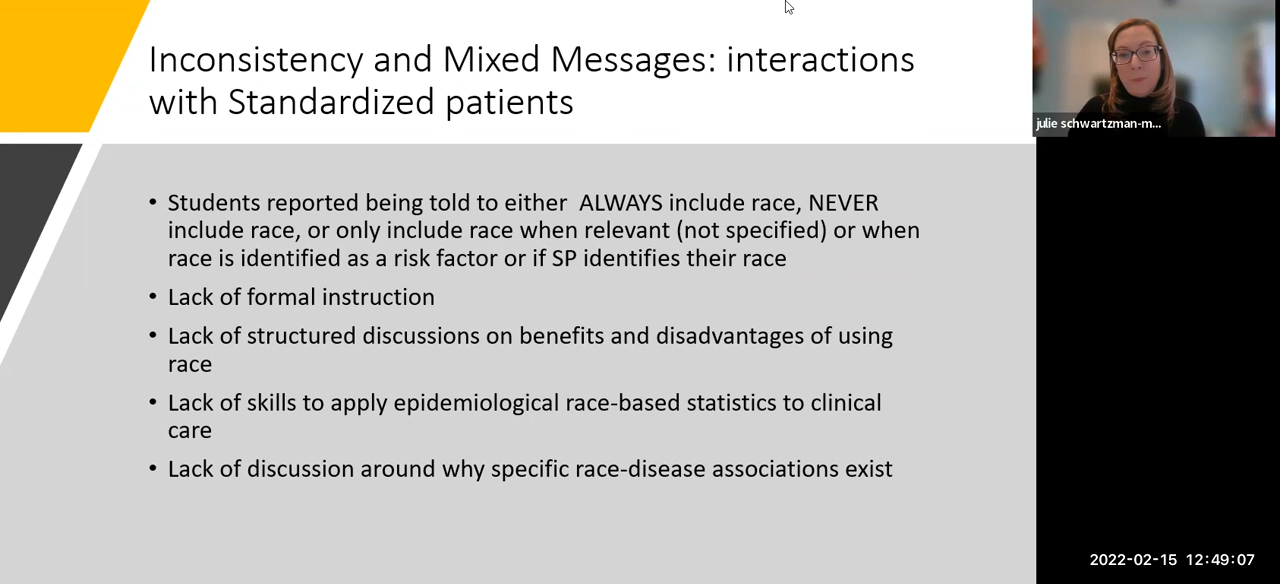 Inconsistency and Mixed Messages: interactions
with Standardized patients
julie schwartzman-m...
• Students reported being told to either  ALWAYS include race, NEVER
include race, or only include race when relevant (not specified) or when
race is identified as a risk factor or if SP identifies their race
• Lack of formal instruction
• Lack of structured discussions on benefits and disadvantages of using
race
• Lack of skills to apply epidemiological race-based statistics to clinical
care
• Lack of discussion around why specific race-disease associations exist
2022-02-15 12:49:07